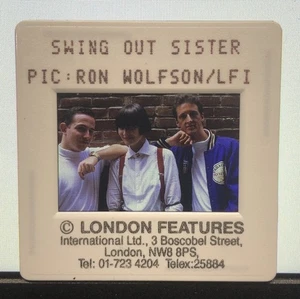 SWING OUT SISTER
PIC:RON WOLFSON/LFI
© LONDON FEATURES
International Ltd., 3 Boscobel Street,
London, NW8 8PS,
Tel: 01-723 4204 Telex:25884